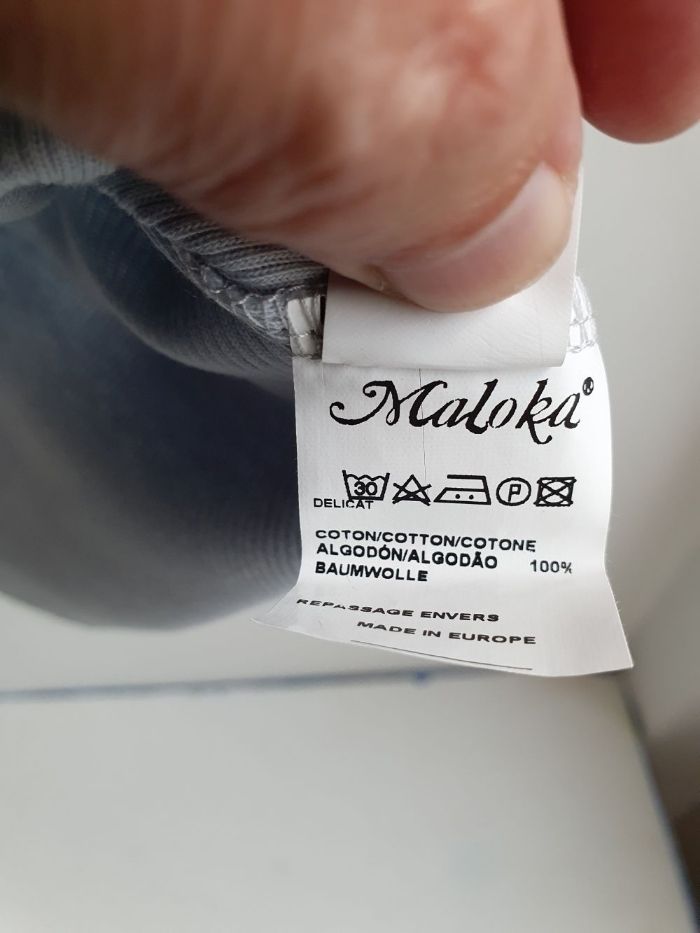 Maloka®
30 P
DELICAT
COTON/COTTON/COTONE
ALGODÓN/ALGODÃO 100%
BAUMWOLLE
REPASSAGE ENVERS
MADE IN EUROPE